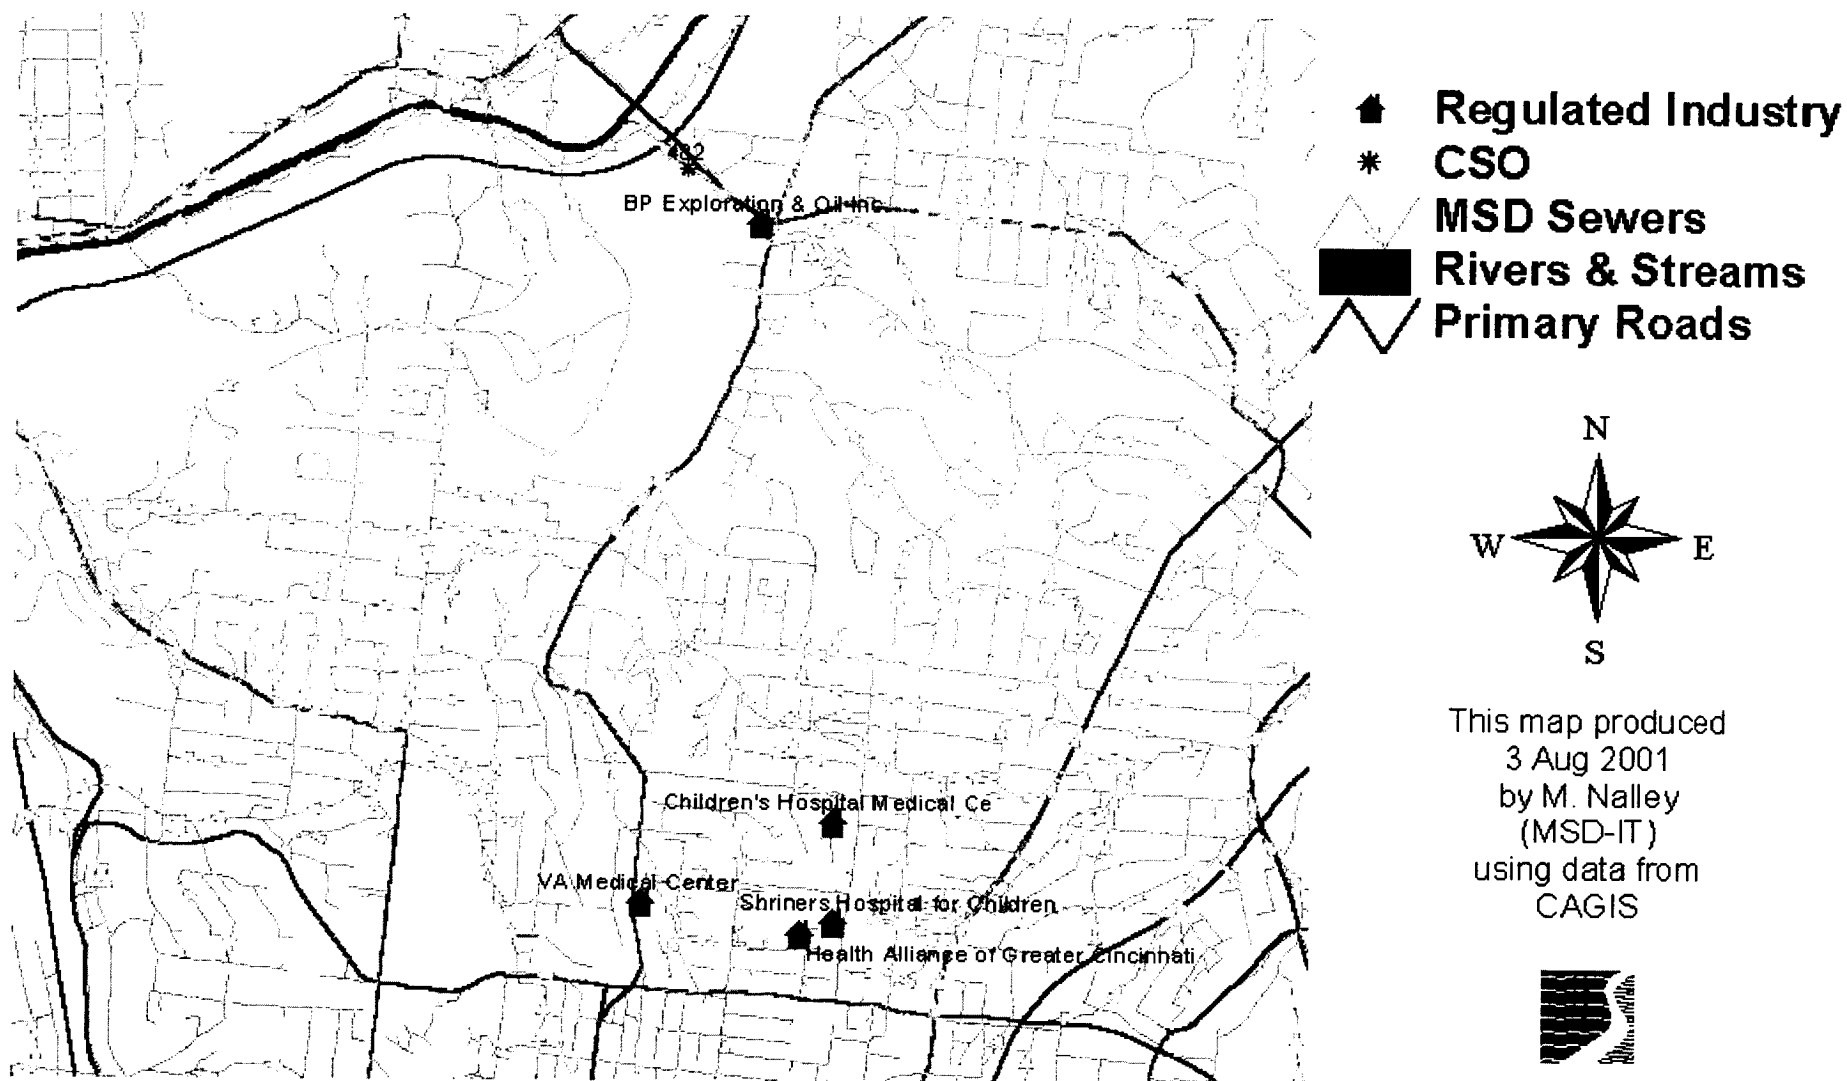 Regulated Industry
CSO
MSD Sewers
Rivers & Streams
Primary Roads
482
BP Exploration & Oil Inc.
N
W
E
S
This map produced
3 Aug 2001
by M. Nalley
(MSD-IT)
using data from
CAGIS
Children's Hospital Medical Ce
VA Medical Center
Shriners Hospital for Children
Health Alliance of Greater Cincinnati